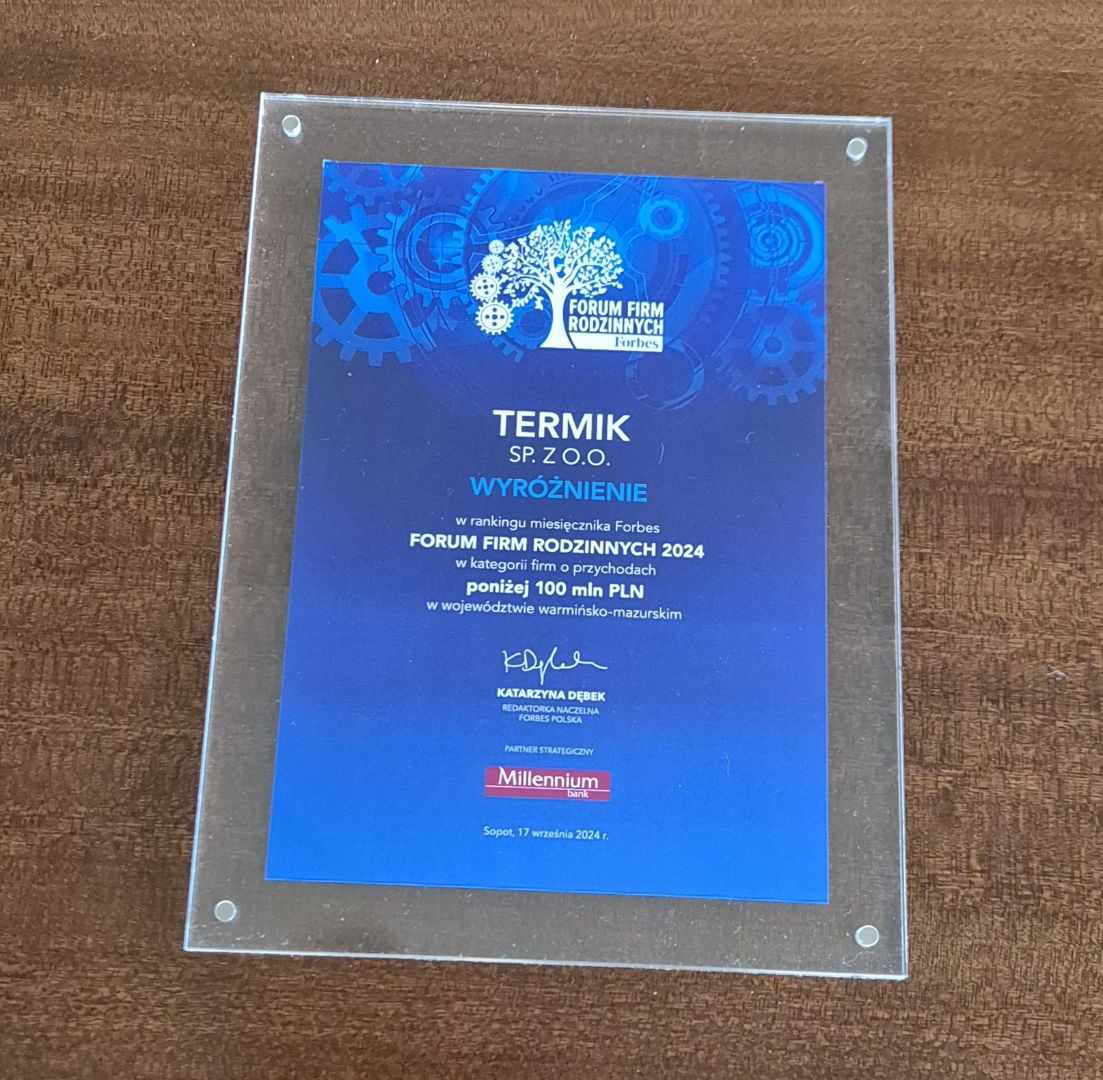 FORUM FIRM
RODZINNYCH
Forbes
TERMIK
SP. Z O.O.
WYRÓŻNIENIE
w rankingu miesięcznika Forbes
FORUM FIRM RODZINNYCH 2024
w kategorii firm o przychodach
poniżej 100 mln PLN
w województwie warmińsko-mazurskim
KDębek
KATARZYNA DĘBEK
REDAKTORKA NACZELNA
FORBES POLSKA
PARTNER STRATEGICZNY
Millennium
bank
Sopot, 17 września 2024 r.